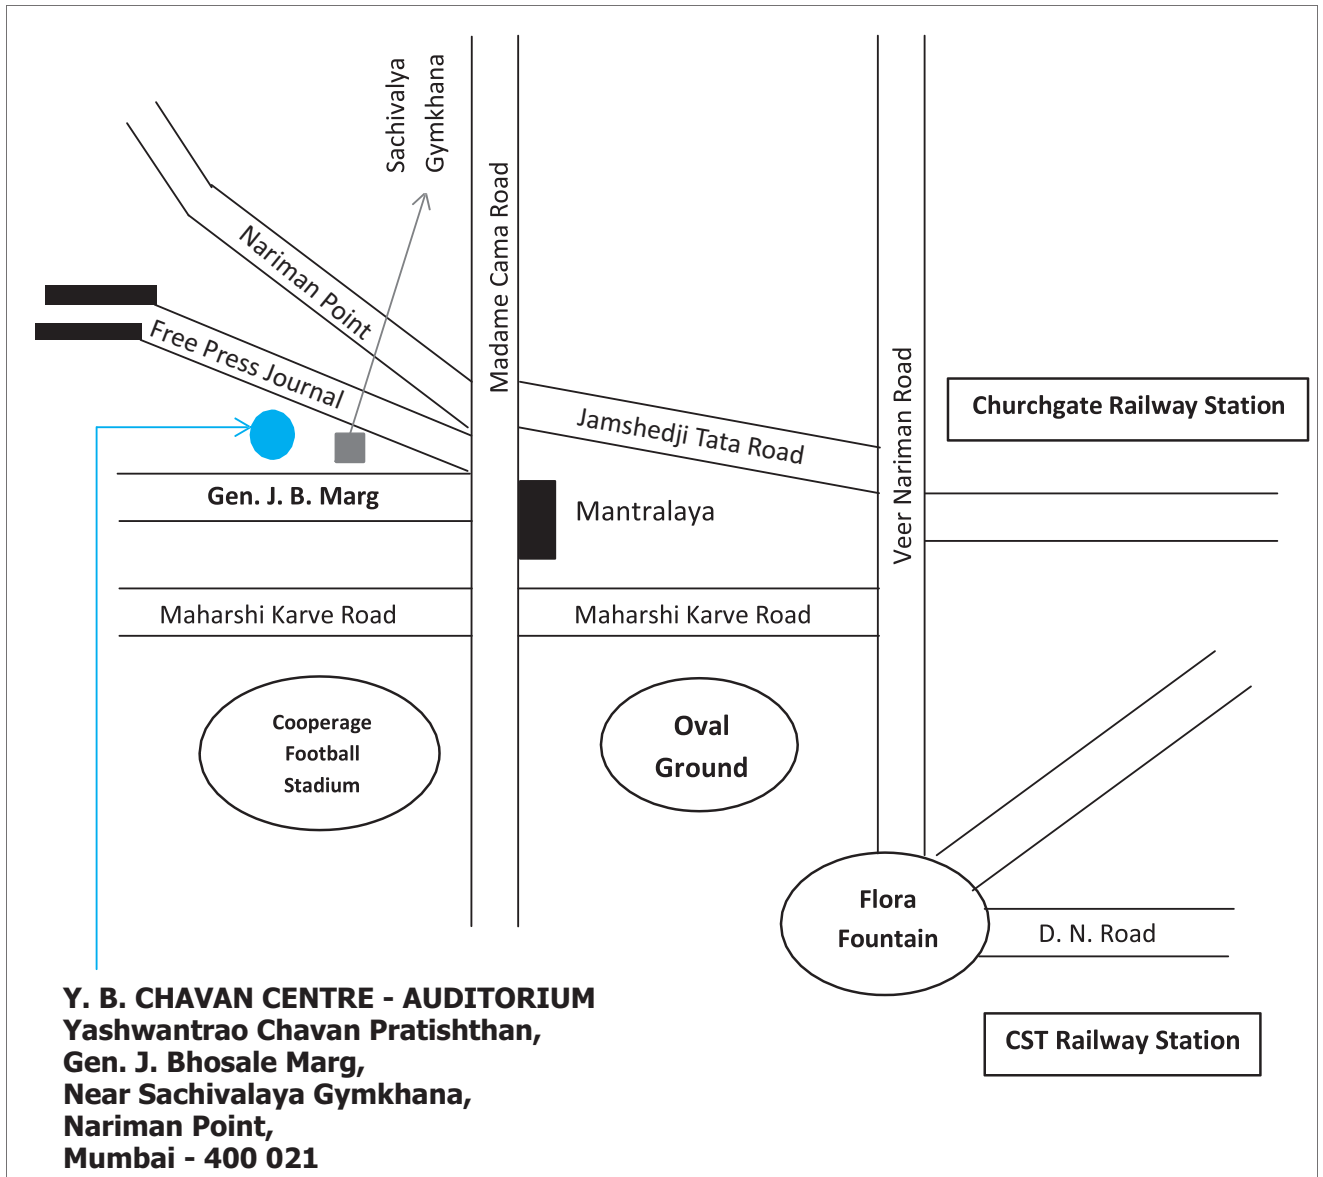 Sachivalya
Gymkhana
Madame Cama Road
Nariman Point
Free Press Journal
Jamshedji Tata Road
Veer Nariman Road
Churchgate Railway Station
Gen. J. B. Marg
Mantralaya
Maharshi Karve Road
Maharshi Karve Road
Cooperage
Football
Stadium
Oval
Ground
Flora
Fountain
D. N. Road
CST Railway Station
Y. B. CHAVAN CENTRE - AUDITORIUM
Yashwantrao Chavan Pratishthan,
Gen. J. Bhosale Marg,
Near Sachivalaya Gymkhana,
Nariman Point,
Mumbai - 400 021